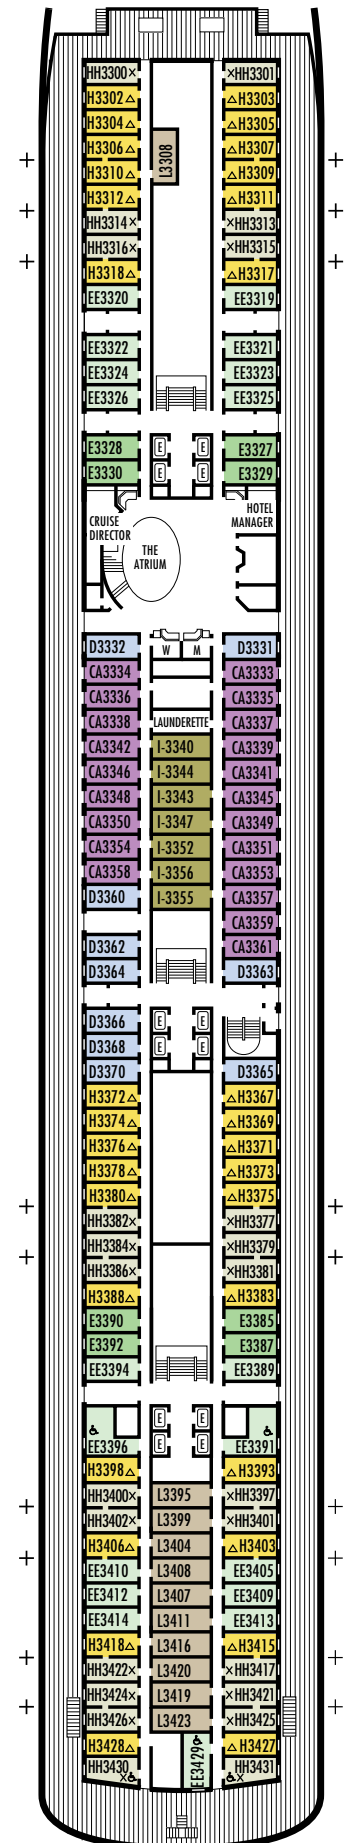 HH3300× ×HH3301
H3302△ △H3303
H3304△ △H3305
H3306△ L3308 △H3307
H3310△ △H3309
H3312△ △H3311
HH3314× ×HH3313
HH3316× ×HH3315
H3318△ △H3317
EE3320 EE3319
EE3322 EE3321
EE3324 EE3323
EE3326 EE3325
E3328 E E E3327
E3330 E E E3329
CRUISE DIRECTOR
HOTEL MANAGER
THE ATRIUM
D3332 W M D3331
CA3334 CA3333
CA3336 CA3335
CA3338 LAUNDERETTE CA3337
CA3342 I-3340 CA3339
CA3346 I-3344 CA3341
CA3348 I-3343 CA3345
CA3350 I-3347 CA3349
CA3354 I-3352 CA3351
CA3358 I-3356 CA3353
D3360 I-3355 CA3357
CA3359
D3362 CA3361
D3364 D3363
D3366 E E
D3368 E E
D3370 D3365
H3372△ △H3367
H3374△ △H3369
H3376△ △H3371
H3378△ △H3373
H3380△ △H3375
HH3382× ×HH3377
HH3384× ×HH3379
HH3386× ×HH3381
H3388△ △H3383
E3390 E3385
E3392 E3387
EE3394 EE3389
E E
EE3396 E E EE3391
H3398△ △H3393
HH3400× L3395 ×HH3397
HH3402× L3399 ×HH3401
H3406△ L3404 △H3403
EE3410 L3408 EE3405
EE3412 L3407 EE3409
EE3414 L3411 EE3413
H3418△ L3416 △H3415
HH3422× L3420 ×HH3417
HH3424× L3419 ×HH3421
HH3426× L3423 ×HH3425
H3428△ EE3429 △H3427
HH3430 × HH3431 ×